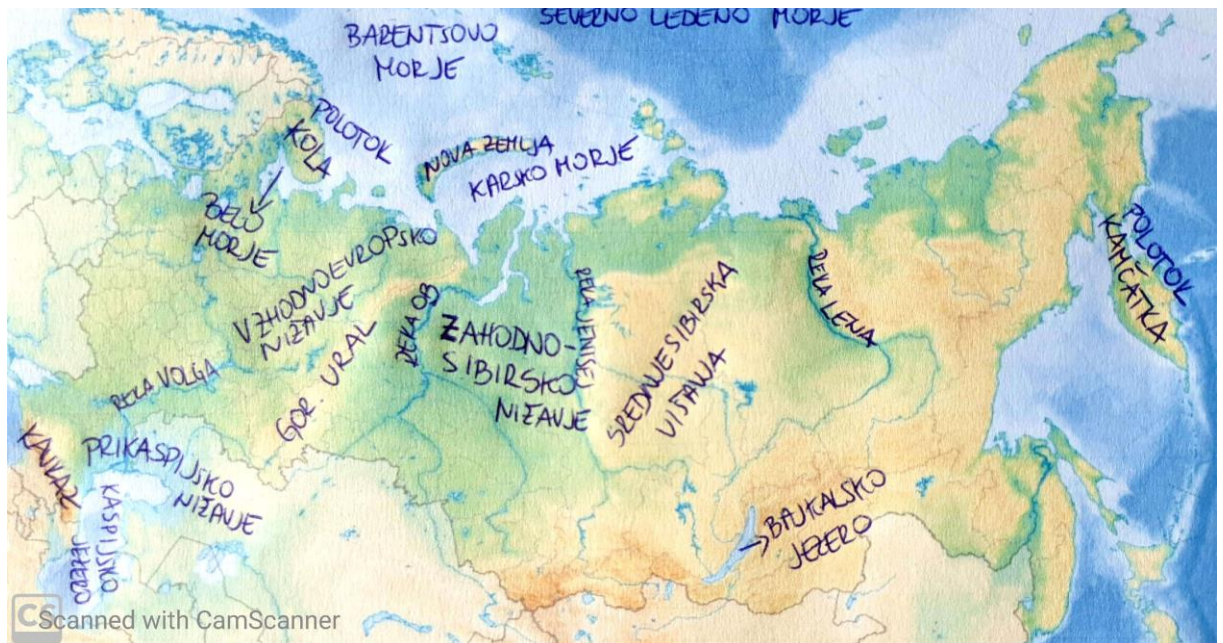 SEVERNO LEDENO MORJE
BARENTSOVO
MORJE
POLOTOK
KOLA
NOVA ZEMLJA
KARSKO MORJE
BELO
MORJE
POLOTOK
KAMČATKA
VZHODNOEVROPSKO
NIŽAVJE
REKA OB
ZAHODNO-
SIBIRSKO
NIŽAVJE
REKA JENISEJ
SREDNJESIBIRSKA
VIŠAVJA
REKA LENA
REKA VOLGA
GOR. URAL
KAVKAZ
PRIKASPIJSKO
NIŽAVJE
KASPIJSKO
JEZERO
BAJKALSKO
JEZERO
CS Scanned with CamScanner